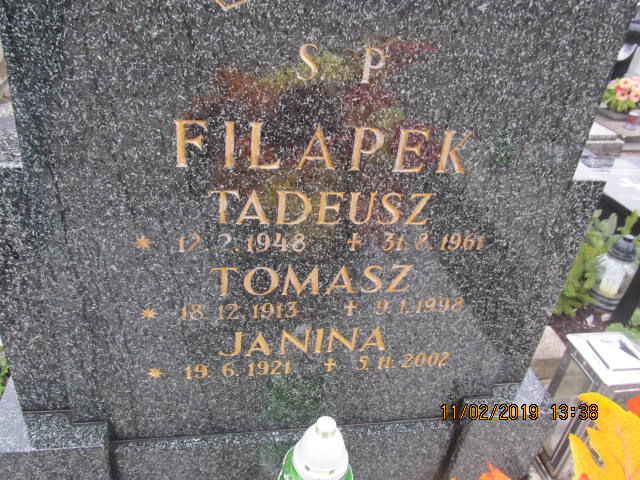 Ś. P
FILAPEK
TADEUSZ
* 17.2.1948 ✝ 31.8.1961
TOMASZ
* 18.12.1913 ✝ 9.1.1998
JANINA
* 19.6.1921 ✝ 5.11.2002
11/02/2019 13:38